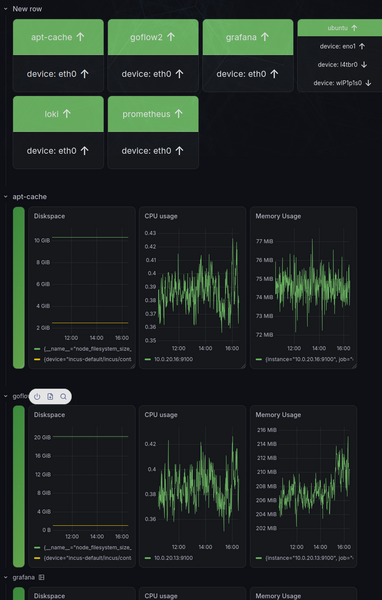 New row
apt-cache ↑
goflow2 ↑
grafana ↑
ubuntu ↑
device: eth0 ↑
device: eth0 ↑
device: eth0 ↑
device: eno1 ↑
device: l4tbr0 ↓
device: wlP1p1s0 ↓
loki ↑
prometheus ↑
device: eth0 ↑
device: eth0 ↑
apt-cache
Diskspace
10 GiB
8 GiB
6 GiB
4 GiB
2 GiB
12:00 14:00 16:00
{__name__="node_filesystem_size_
{device="incus-default/incus/cont
CPU usage
0.43
0.42
0.41
0.4
0.39
0.38
0.37
0.36
0.35
12:00 14:00 16:00
10.0.20.16:9100
Memory Usage
77 MiB
76 MiB
75 MiB
74 MiB
73 MiB
72 MiB
12:00 14:00 16:00
{instance="10.0.20.16:9100", job="
goflo
Diskspace
20 GiB
16 GiB
12 GiB
8 GiB
4 GiB
0 GiB
12:00 14:00 16:00
{__name__="node_filesystem_size_
{device="incus-default/incus/cont
CPU usage
0.42
0.4
0.38
0.36
12:00 14:00 16:00
10.0.20.13:9100
Memory Usage
216 MiB
214 MiB
212 MiB
210 MiB
208 MiB
206 MiB
204 MiB
202 MiB
12:00 14:00 16:00
{instance="10.0.20.13:9100", job="
grafana
Diskspace
CPU usage
Memory Usage